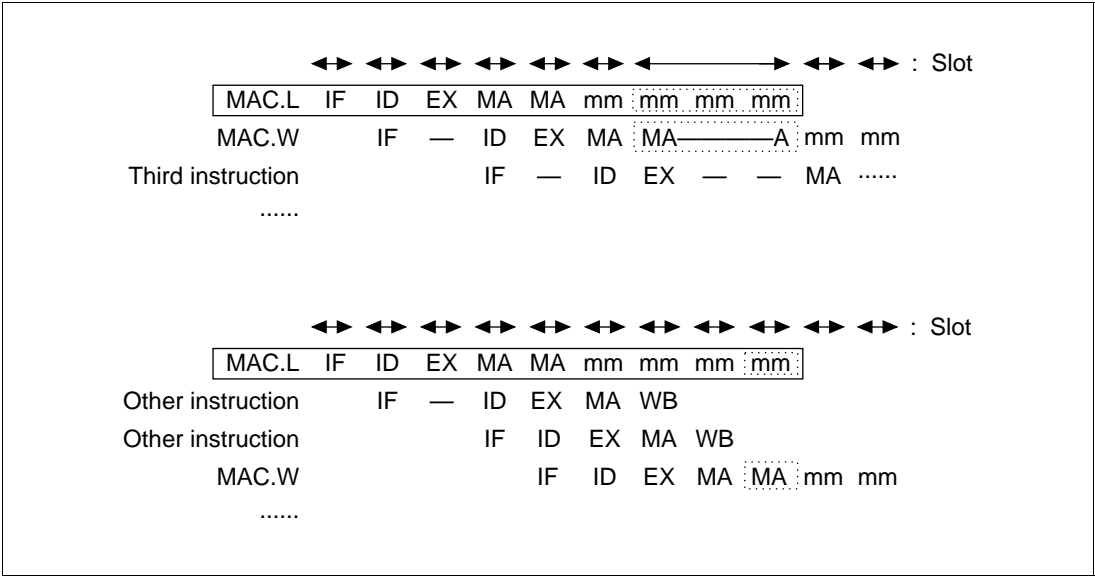 : Slot
MAC.L IF ID EX MA MA mm mm mm mm
MAC.W IF — ID EX MA MA————A mm mm
Third instruction IF — ID EX — — MA ······
······
: Slot
MAC.L IF ID EX MA MA mm mm mm mm
Other instruction IF — ID EX MA WB
Other instruction IF ID EX MA WB
MAC.W IF ID EX MA MA mm mm
······